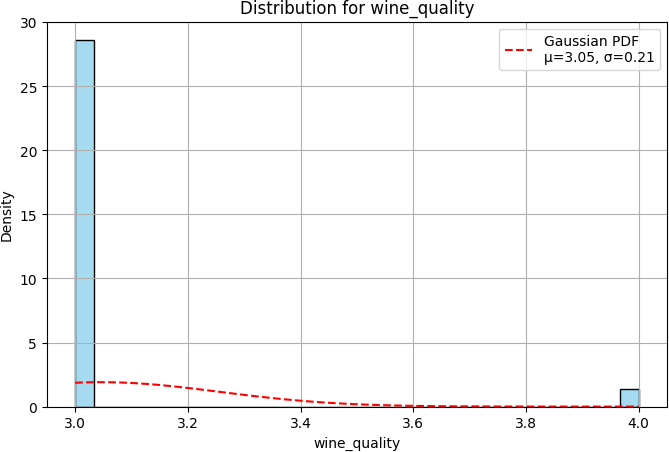 Distribution for wine_quality
Gaussian PDF
μ=3.05, σ=0.21
30
25
20
15
10
5
0
Density
3.0 3.2 3.4 3.6 3.8 4.0
wine_quality